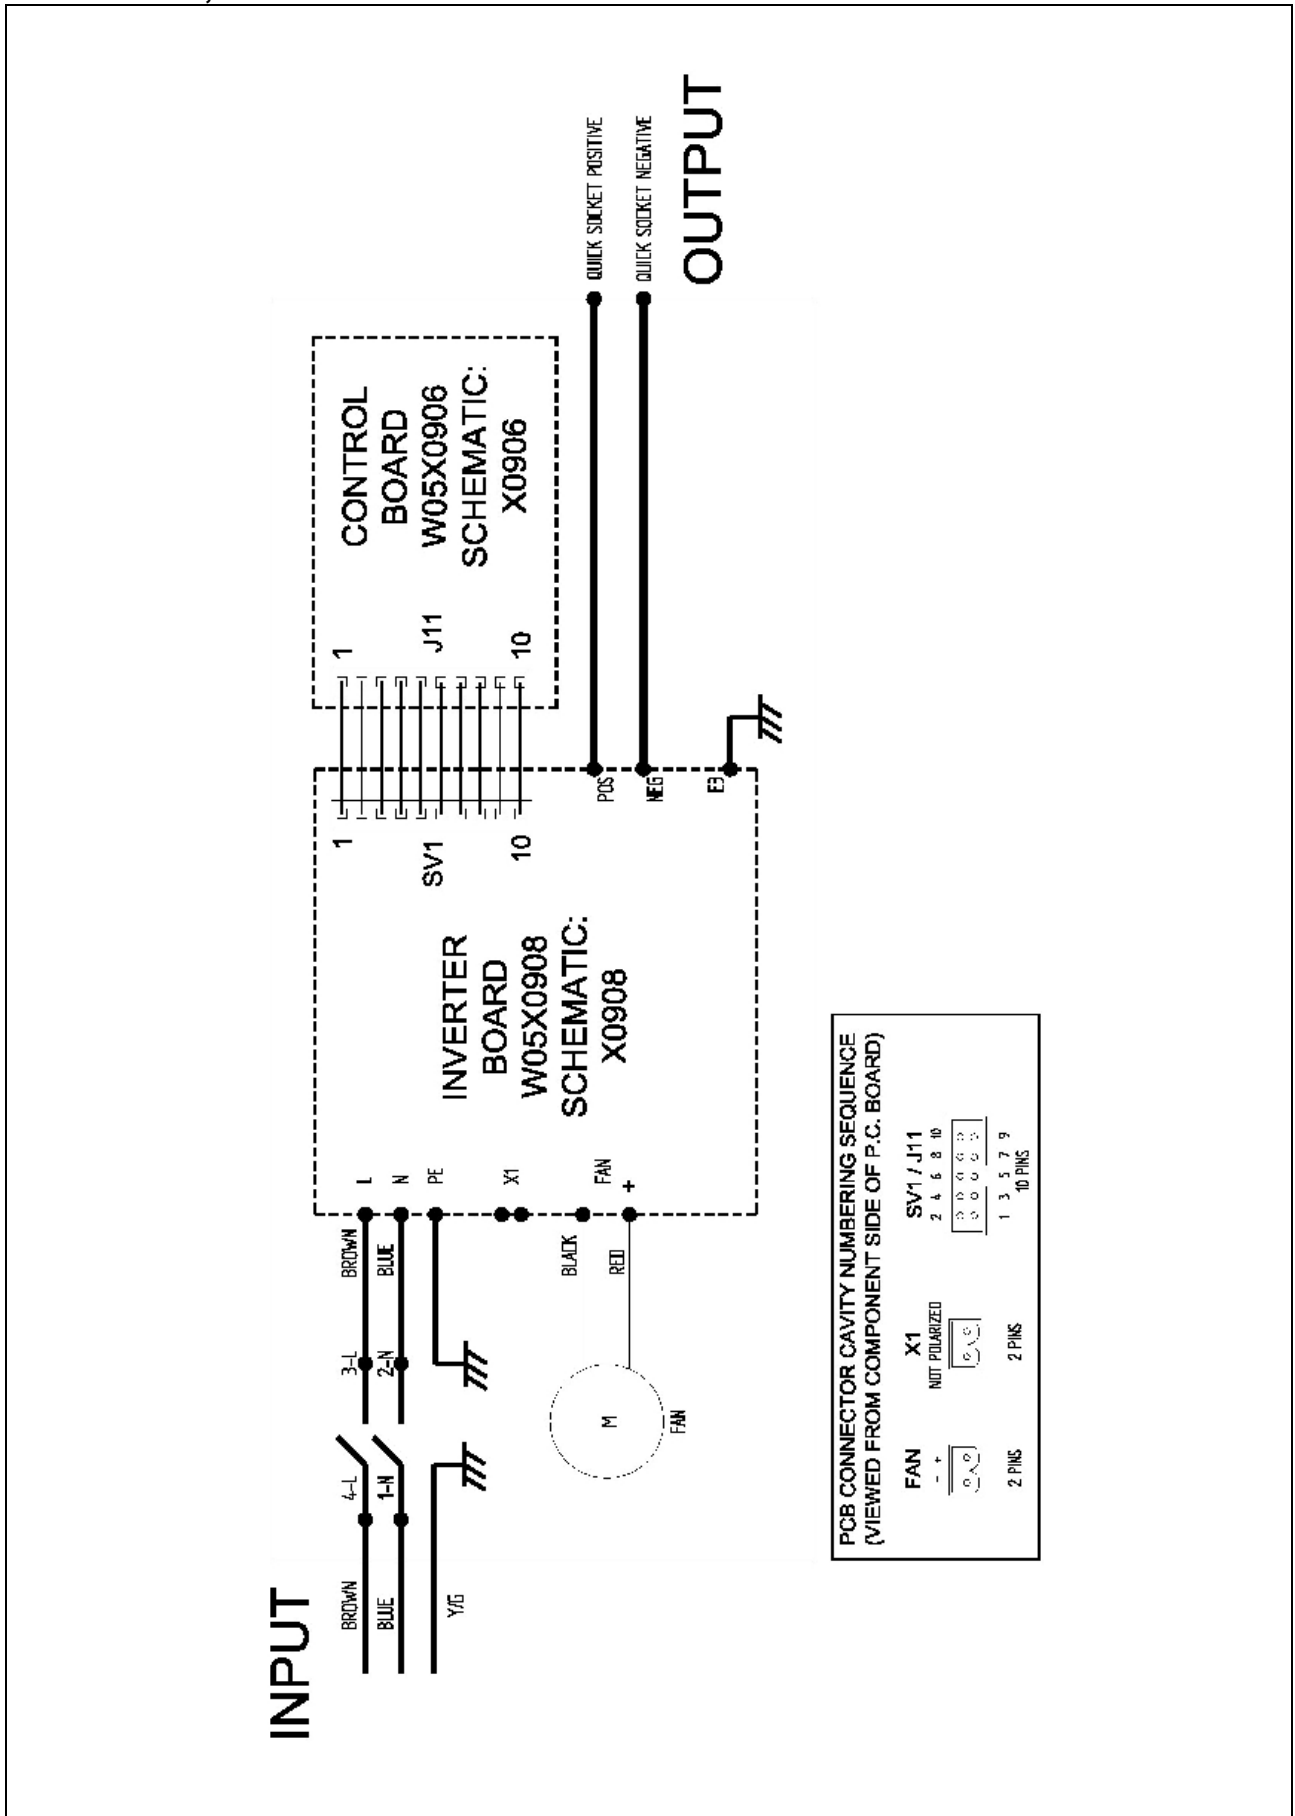 INPUT
BROWN
BLUE
Y/G
4-L
1-N
3-L
2-N
BROWN
BLUE
L
N
PE
X1
BLACK
RED
FAN
+
M
FAN
INVERTER
BOARD
W05X0908
SCHEMATIC:
X0908
1
SV1
10
POS
NEG
E3
1
J11
10
CONTROL
BOARD
W05X0906
SCHEMATIC:
X0906
QUICK SOCKET POSITIVE
QUICK SOCKET NEGATIVE
OUTPUT
PCB CONNECTOR CAVITY NUMBERING SEQUENCE
(VIEWED FROM COMPONENT SIDE OF P.C. BOARD)
FAN
- +
2 PINS
X1
NOT POLARIZED
2 PINS
SV1 / J11
2 4 6 8 10
1 3 5 7 9
10 PINS